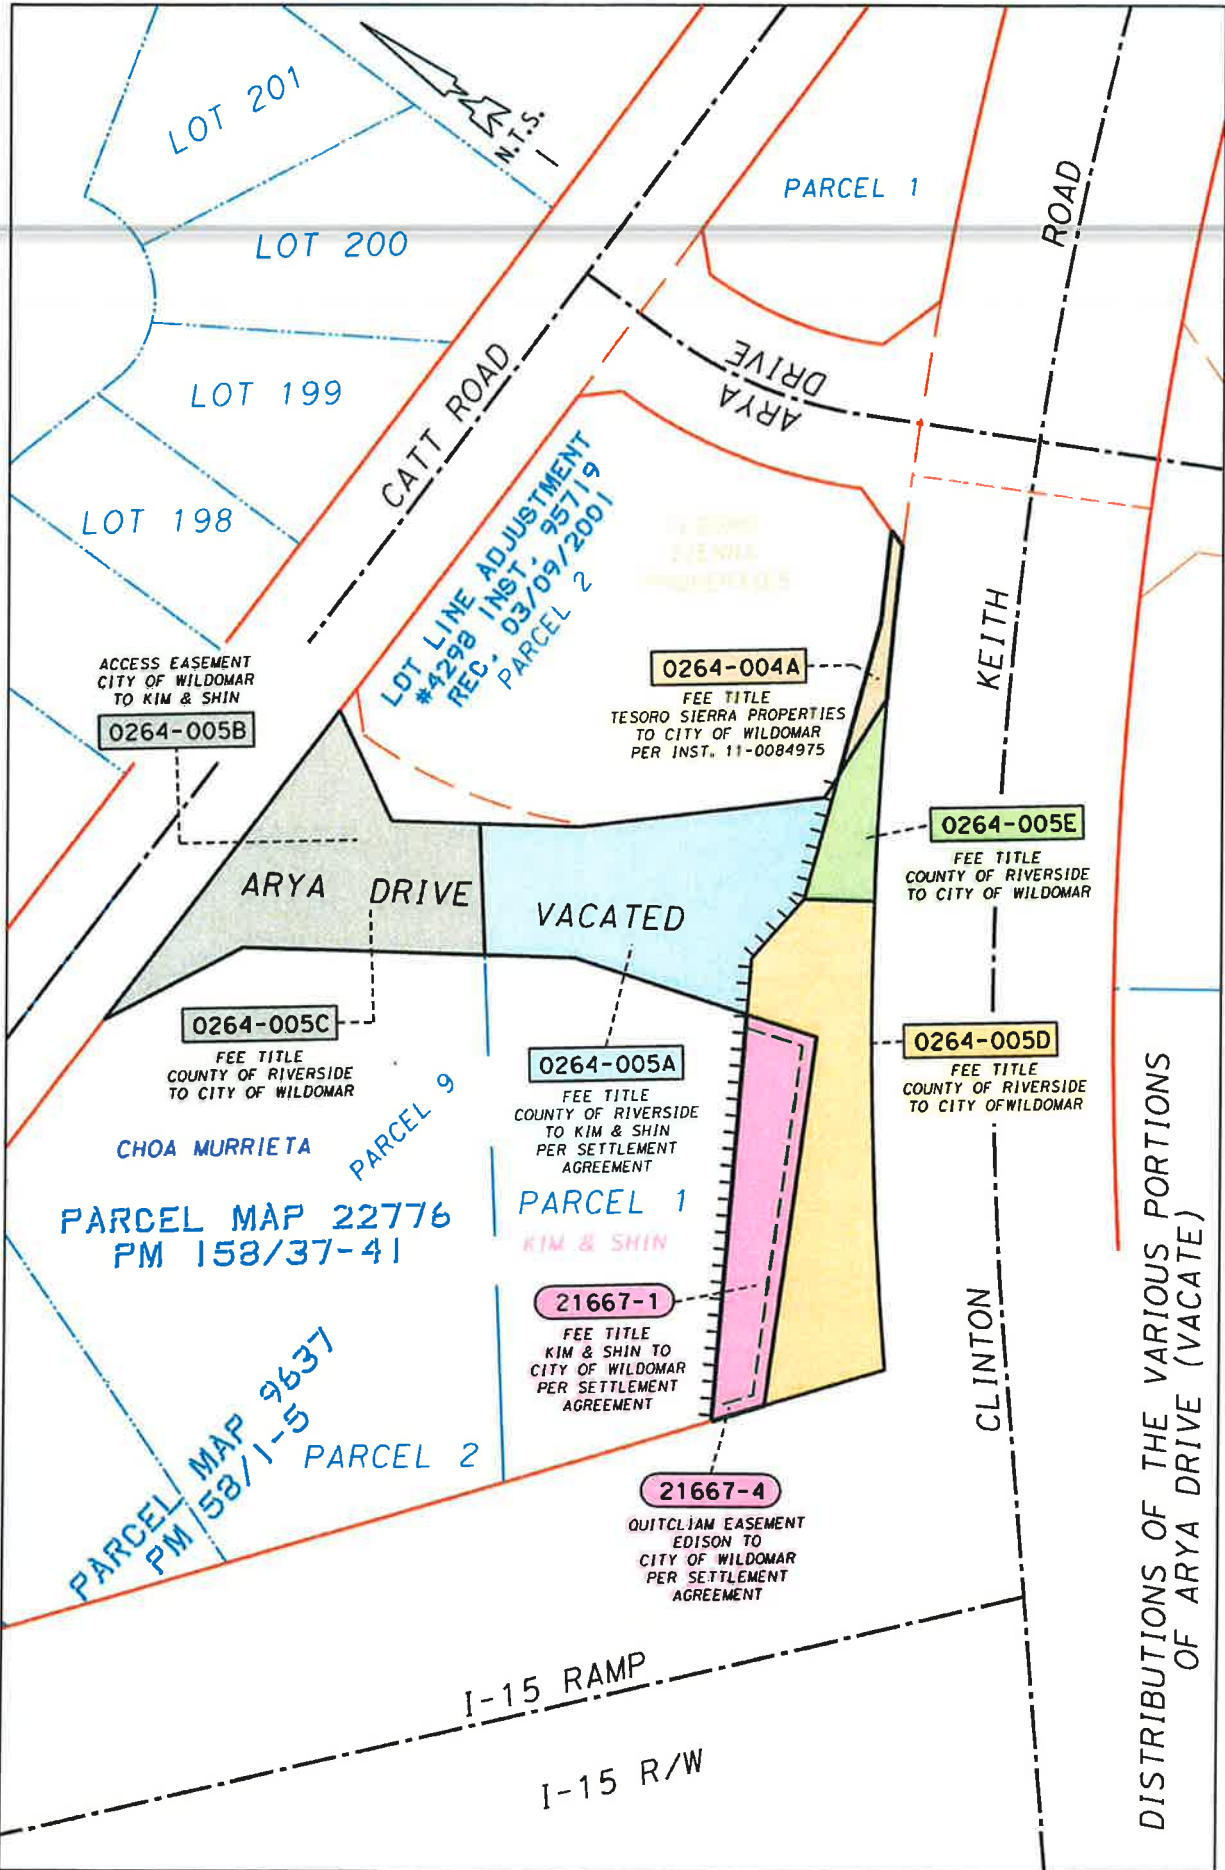 LOT 201
N.T.S.
PARCEL 1
ROAD
LOT 200
ARYA
DRIVE
LOT 199
CATT ROAD
LOT 198
LOT LINE ADJUSTMENT
#4298 INST. 95719
REC. 03/09/2001
PARCEL 2
KEITH
ACCESS EASEMENT
CITY OF WILDOMAR
TO KIM & SHIN
0264-005B
0264-004A
FEE TITLE
TESORO SIERRA PROPERTIES
TO CITY OF WILDOMAR
PER INST. 11-0084975
0264-005E
FEE TITLE
COUNTY OF RIVERSIDE
TO CITY OF WILDOMAR
ARYA DRIVE
VACATED
0264-005C
FEE TITLE
COUNTY OF RIVERSIDE
TO CITY OF WILDOMAR
0264-005A
FEE TITLE
COUNTY OF RIVERSIDE
TO KIM & SHIN
PER SETTLEMENT
AGREEMENT
0264-005D
FEE TITLE
COUNTY OF RIVERSIDE
TO CITY OFWILDOMAR
CHOA MURRIETA
PARCEL 9
PARCEL MAP 22776
PM 158/37-41
PARCEL 1
KIM & SHIN
21667-1
FEE TITLE
KIM & SHIN TO
CITY OF WILDOMAR
PER SETTLEMENT
AGREEMENT
CLINTON
PARCEL MAP 9637
PM 58/1-5
PARCEL 2
21667-4
QUITCLIAM EASEMENT
EDISON TO
CITY OF WILDOMAR
PER SETTLEMENT
AGREEMENT
I-15 RAMP
I-15 R/W
DISTRIBUTIONS OF THE VARIOUS PORTIONS
OF ARYA DRIVE (VACATE)